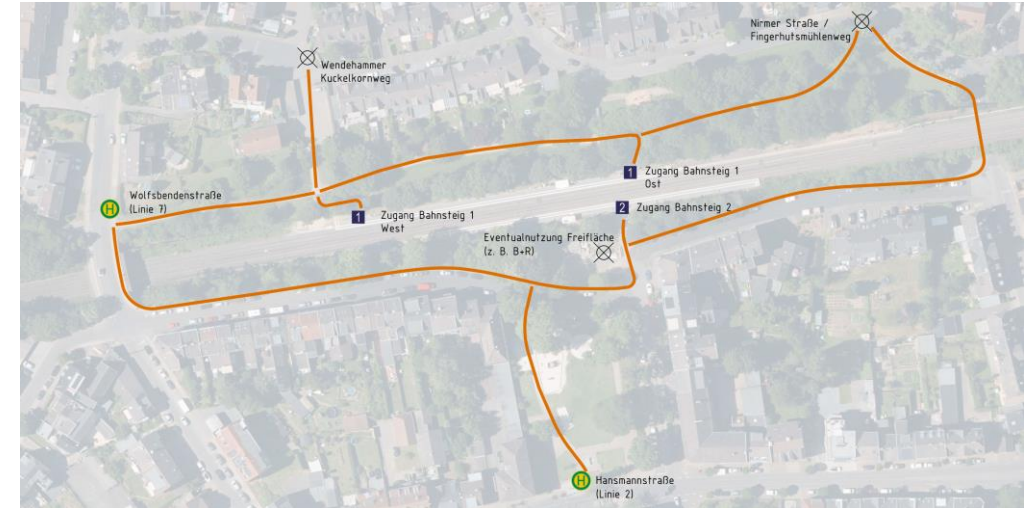 Nirmer Straße /
Fingerhutsmühlenweg
Wendehammer
Kuckelkornweg
1 Zugang Bahnsteig 1
Ost
H Wolfsbendenstraße
(Linie 7)
2 Zugang Bahnsteig 2
1 Zugang Bahnsteig 1
West
Eventualnutzung Freifläche
(z. B. B+R)
H Hansmannstraße
(Linie 2)